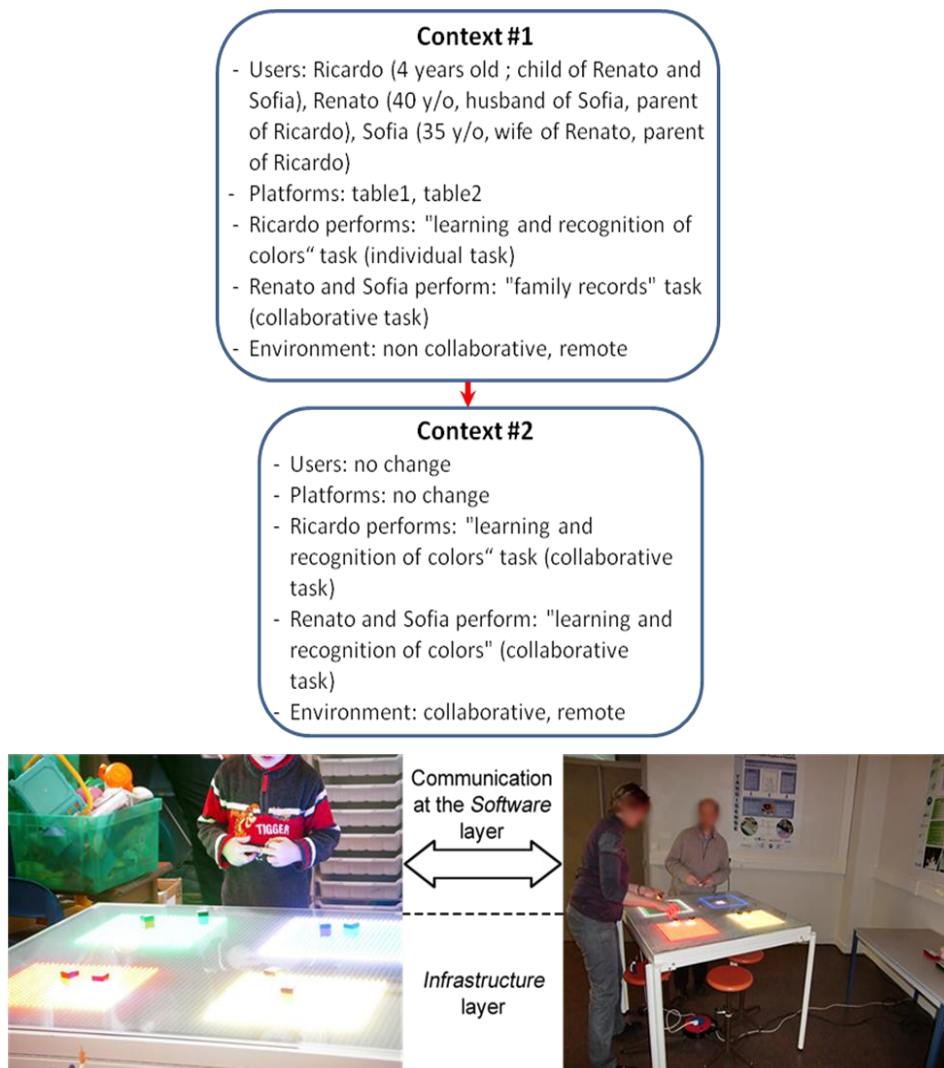 Context #1
- Users: Ricardo (4 years old ; child of Renato and
Sofia), Renato (40 y/o, husband of Sofia, parent
of Ricardo), Sofia (35 y/o, wife of Renato, parent
of Ricardo)
- Platforms: table1, table2
- Ricardo performs: "learning and recognition of
colors“ task (individual task)
- Renato and Sofia perform: "family records" task
(collaborative task)
- Environment: non collaborative, remote
Context #2
- Users: no change
- Platforms: no change
- Ricardo performs: "learning and
recognition of colors“ task (collaborative
task)
- Renato and Sofia perform: "learning and
recognition of colors" (collaborative
task)
- Environment: collaborative, remote
Communication
at the Software
layer
Infrastructure
layer
TIGGER